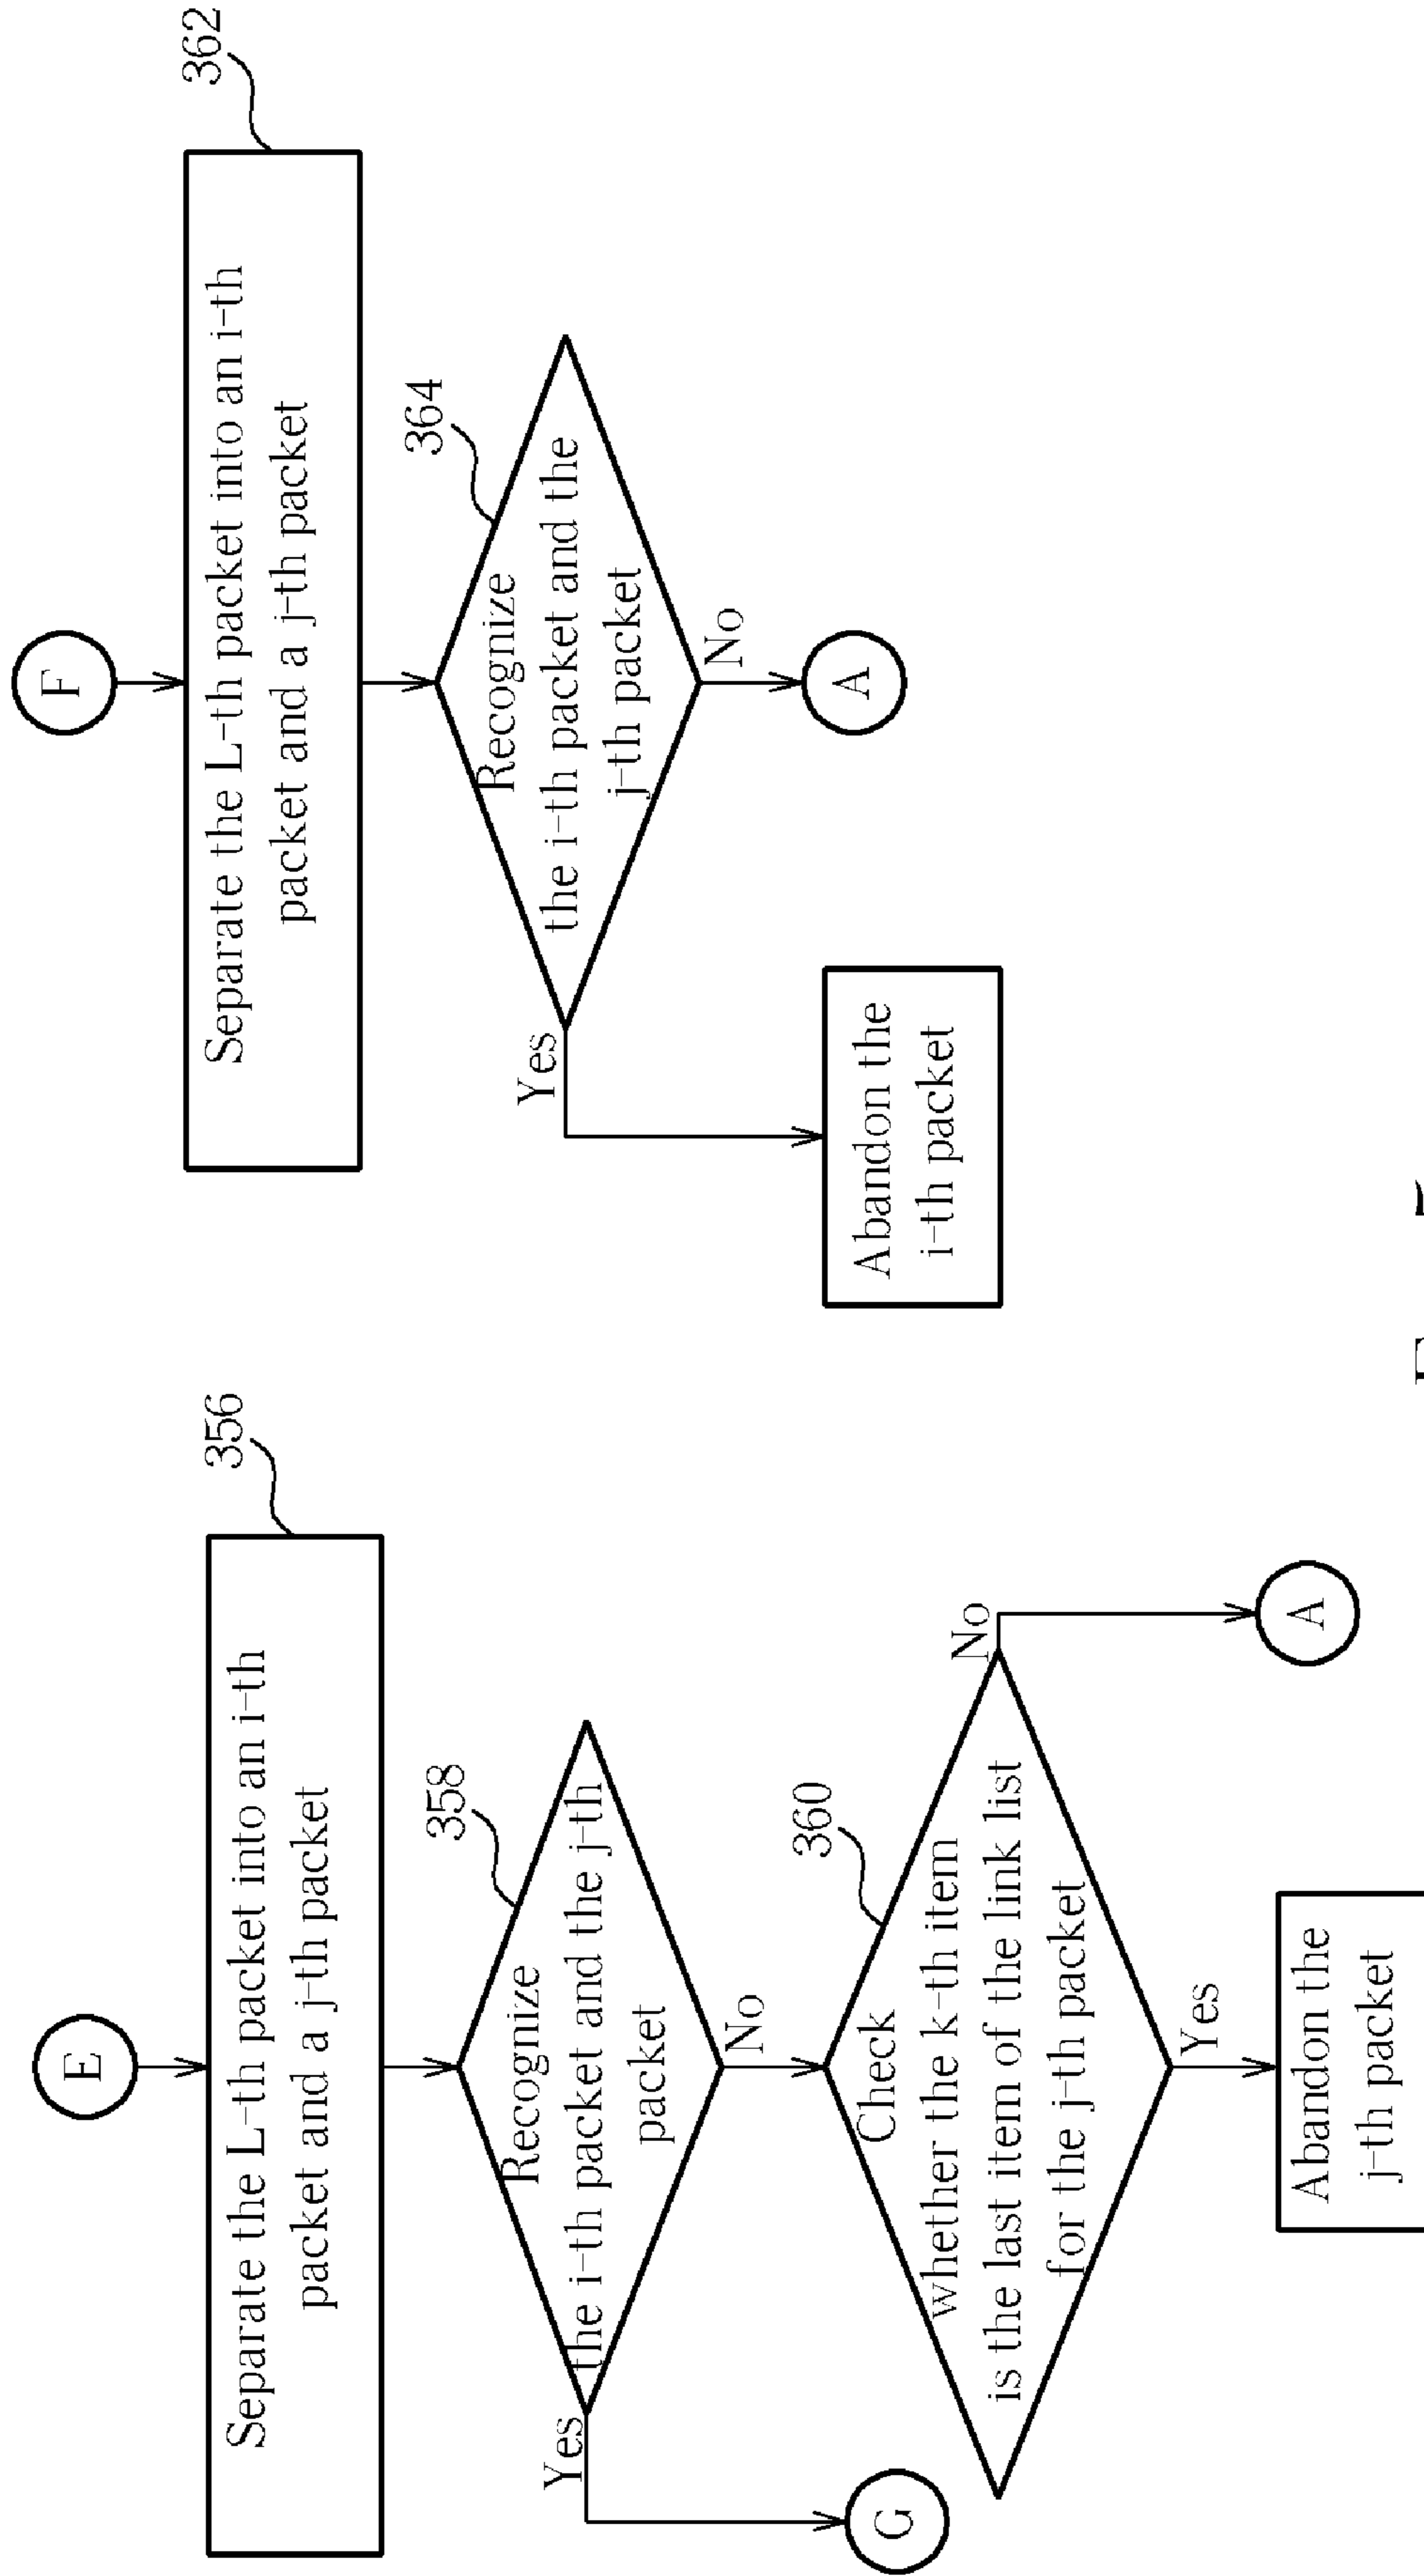 E
356
Separate the L-th packet into an i-th
packet and a j-th packet
358
Recognize
the i-th packet and the j-th
packet
Yes
No
G
360
Check
whether the k-th item
is the last item of the link list
for the j-th packet
No
A
Yes
Abandon the
j-th packet
F
362
Separate the L-th packet into an i-th
packet and a j-th packet
364
Recognize
the i-th packet and the
j-th packet
Yes
No
A
Abandon the
i-th packet